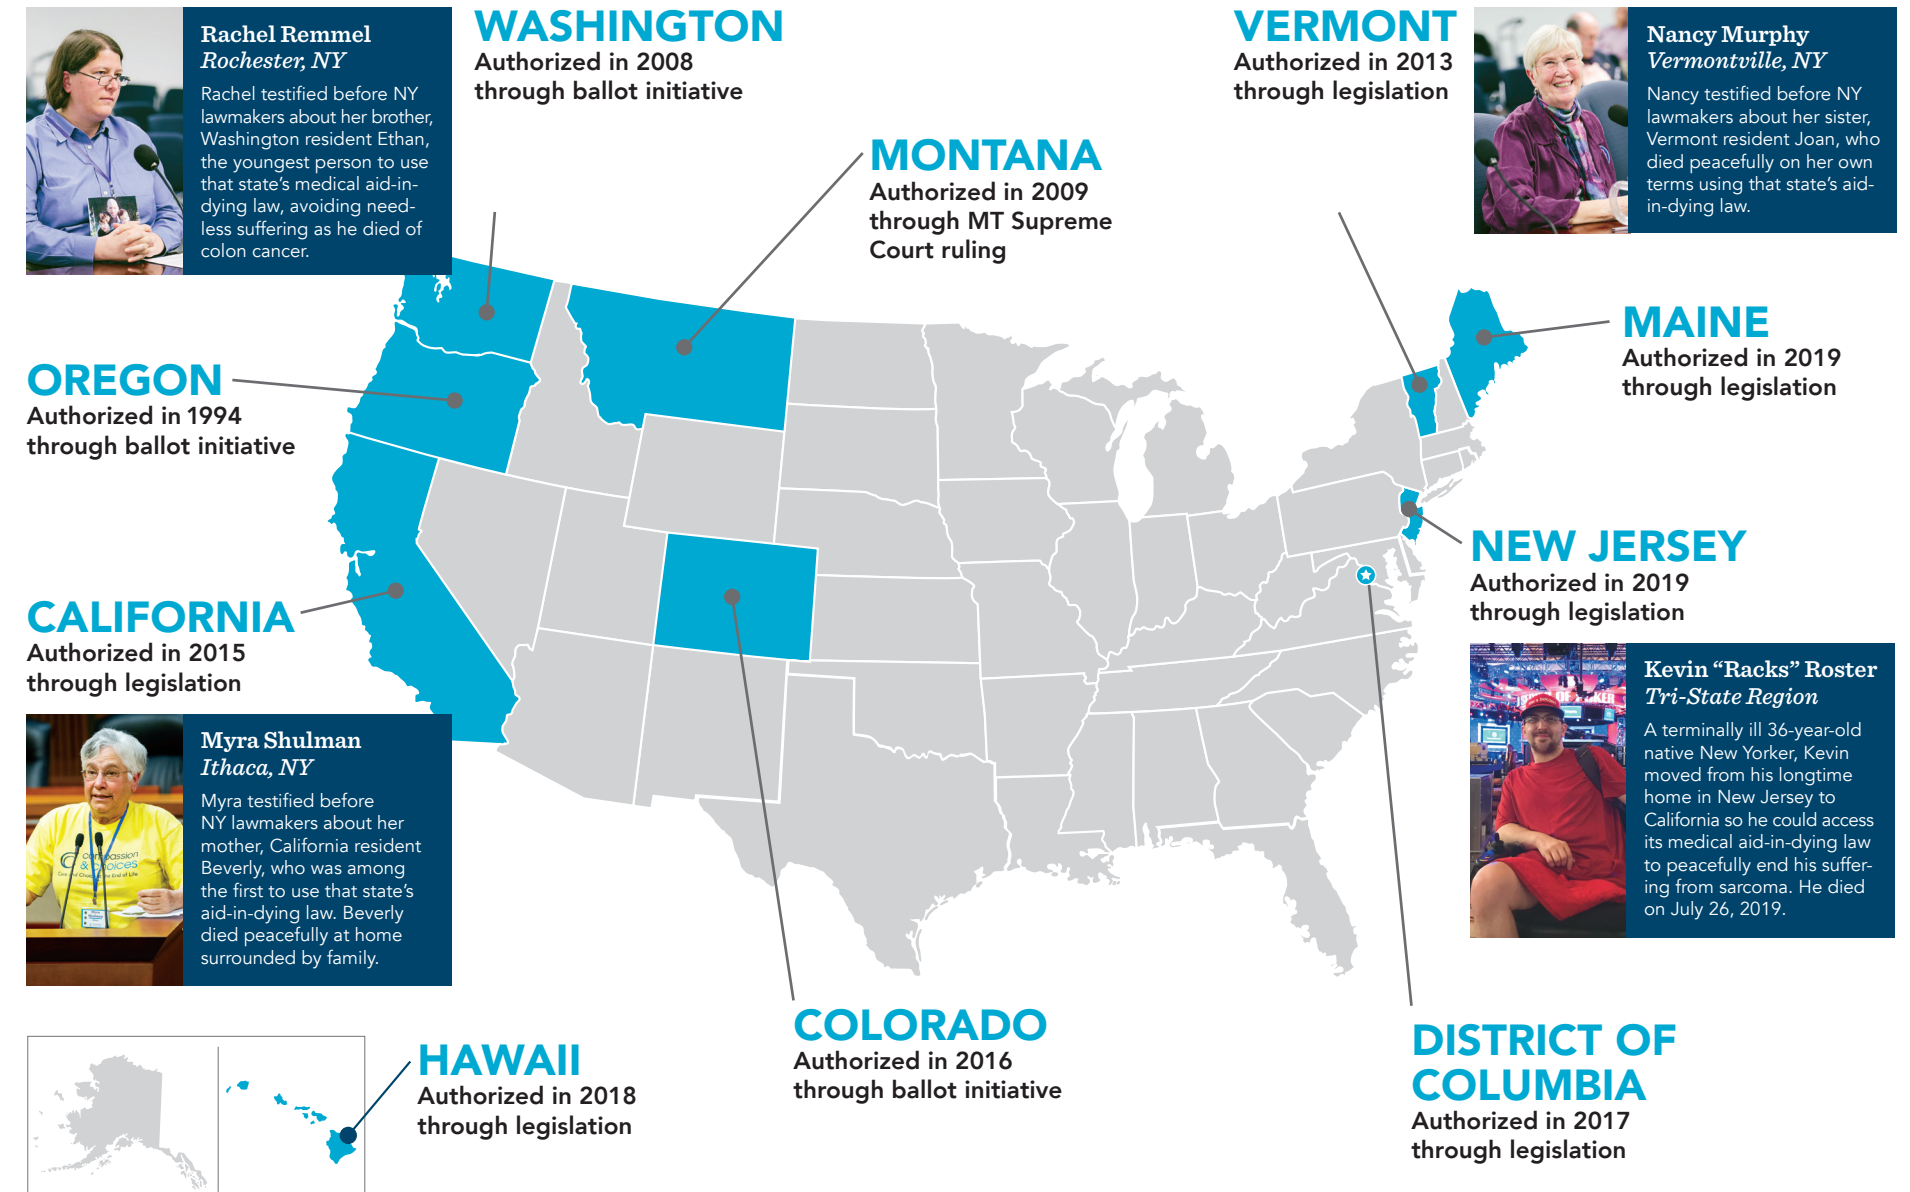 Rachel Remmel
Rochester, NY
Rachel testified before NY
lawmakers about her brother,
Washington resident Ethan,
the youngest person to use
that state's medical aid-in-
dying law, avoiding need-
less suffering as he died of
colon cancer.
WASHINGTON
Authorized in 2008
through ballot initiative
MONTANA
Authorized in 2009
through MT Supreme
Court ruling
VERMONT
Authorized in 2013
through legislation
Nancy Murphy
Vermontville, NY
Nancy testified before NY
lawmakers about her sister,
Vermont resident Joan, who
died peacefully on her own
terms using that state's aid-
in-dying law.
MAINE
Authorized in 2019
through legislation
OREGON
Authorized in 1994
through ballot initiative
NEW JERSEY
Authorized in 2019
through legislation
CALIFORNIA
Authorized in 2015
through legislation
Myra Shulman
Ithaca, NY
Myra testified before
NY lawmakers about her
mother, California resident
Beverly, who was among
the first to use that state's
aid-in-dying law. Beverly
died peacefully at home
surrounded by family.
compassion
& choices
Kevin “Racks” Roster
Tri-State Region
A terminally ill 36-year-old
native New Yorker, Kevin
moved from his longtime
home in New Jersey to
California so he could access
its medical aid-in-dying law
to peacefully end his suffer-
ing from sarcoma. He died
on July 26, 2019.
HAWAII
Authorized in 2018
through legislation
COLORADO
Authorized in 2016
through ballot initiative
DISTRICT OF
COLUMBIA
Authorized in 2017
through legislation